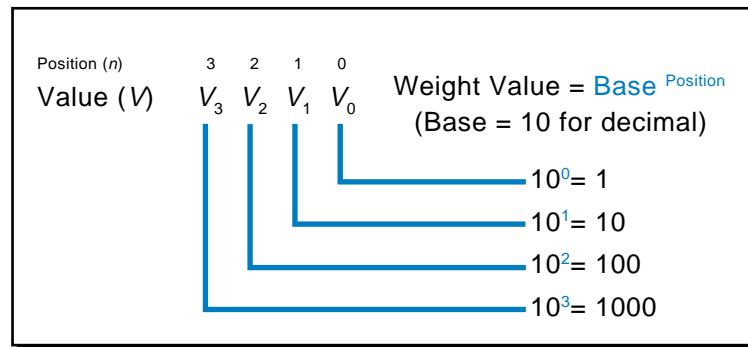 Position (n) 3 2 1 0
Value (V) V₃ V₂ V₁ V₀
Weight Value = Base ᴾᵒˢⁱᵗⁱᵒⁿ
(Base = 10 for decimal)
10⁰= 1
10¹= 10
10²= 100
10³= 1000